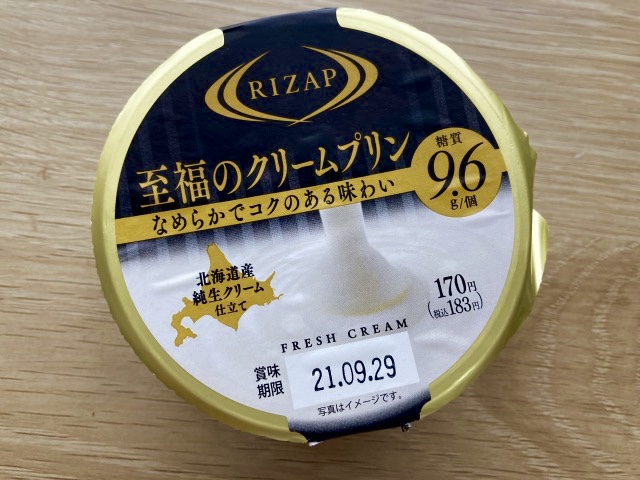 RIZAP
至福のクリームプリン
なめらかでコクのある味わい
糖質
9.6
g/個
北海道産
純生クリーム
仕立て
170円
(税込183円)
FRESH CREAM
賞味
期限
21.09.29
写真はイメージです。